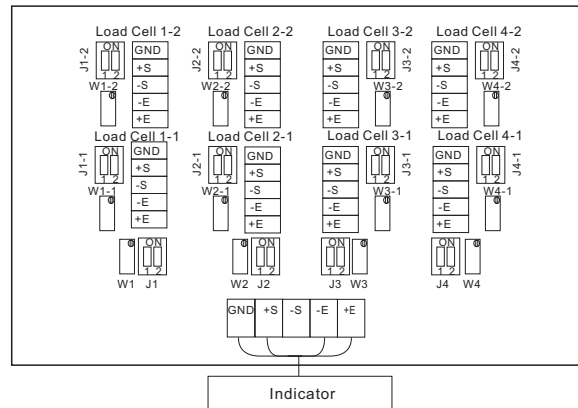 Load Cell 1-2 Load Cell 2-2 Load Cell 3-2 Load Cell 4-2
J1-2 ON 1 2 W1-2 GND +S -S -E +E
J2-2 ON 1 2 W2-2 GND +S -S -E +E
GND +S -S -E +E ON 1 2 J3-2 W3-2
GND +S -S -E +E ON 1 2 J4-2 W4-2
Load Cell 1-1 Load Cell 2-1 Load Cell 3-1 Load Cell 4-1
J1-1 ON 1 2 W1-1 GND +S -S -E +E
J2-1 ON 1 2 W2-1 GND +S -S -E +E
GND +S -S -E +E ON 1 2 J3-1 W3-1
GND +S -S -E +E ON 1 2 J4-1 W4-1
ON 1 2 ON 1 2 ON 1 2 ON 1 2
W1 J1 W2 J2 J3 W3 J4 W4
GND +S -S -E +E
Indicator